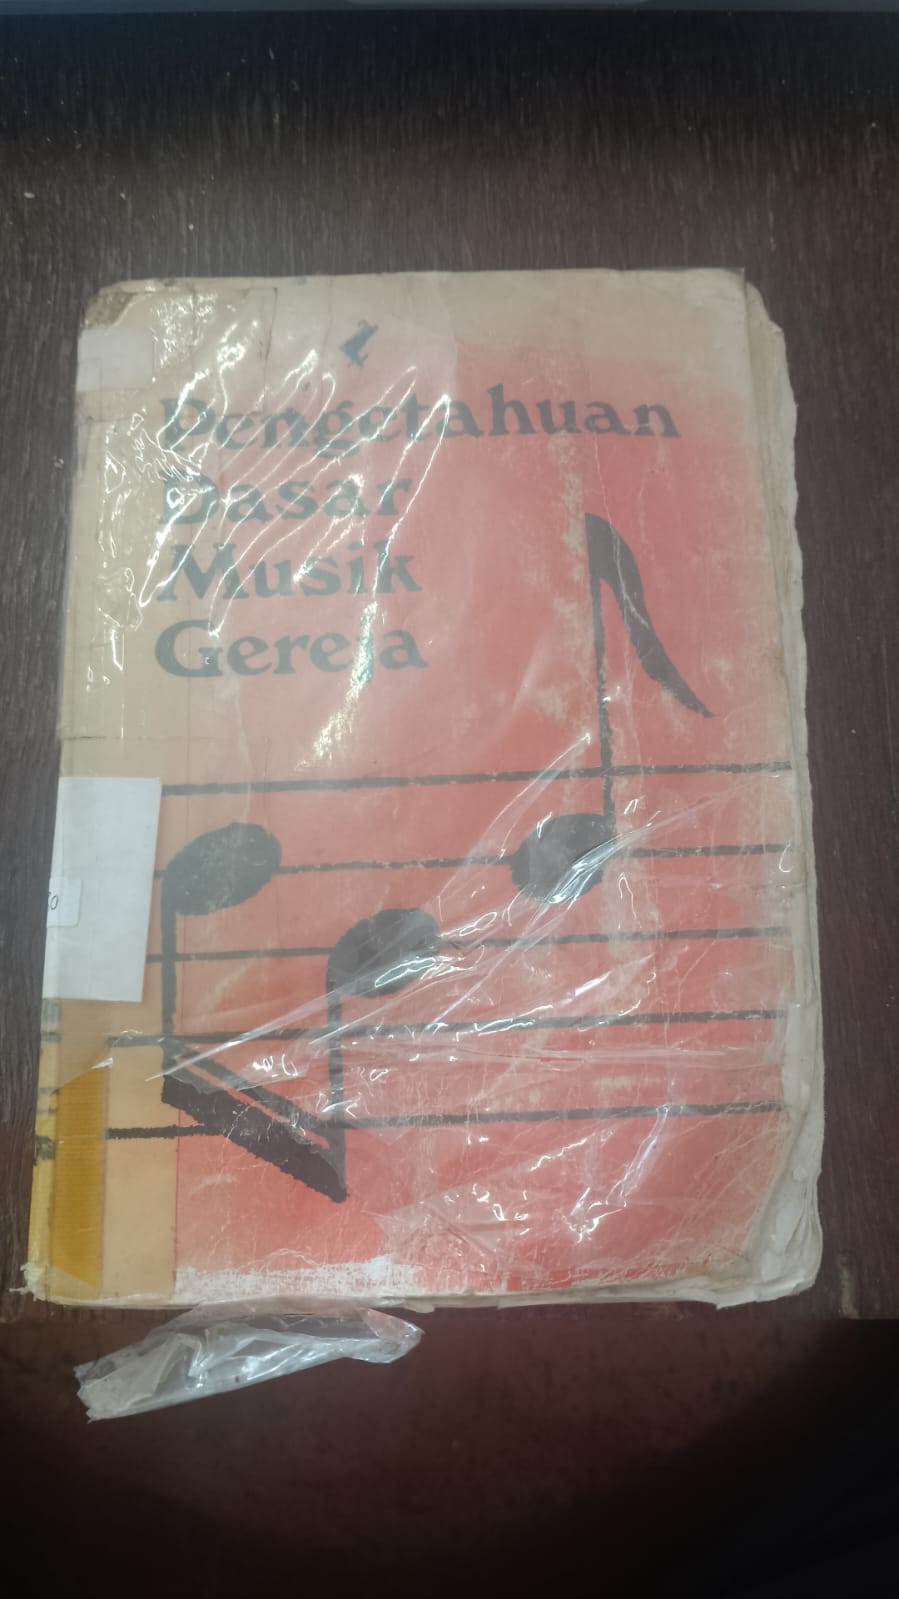 Pengetahuan
Dasar
Musik
Gereja